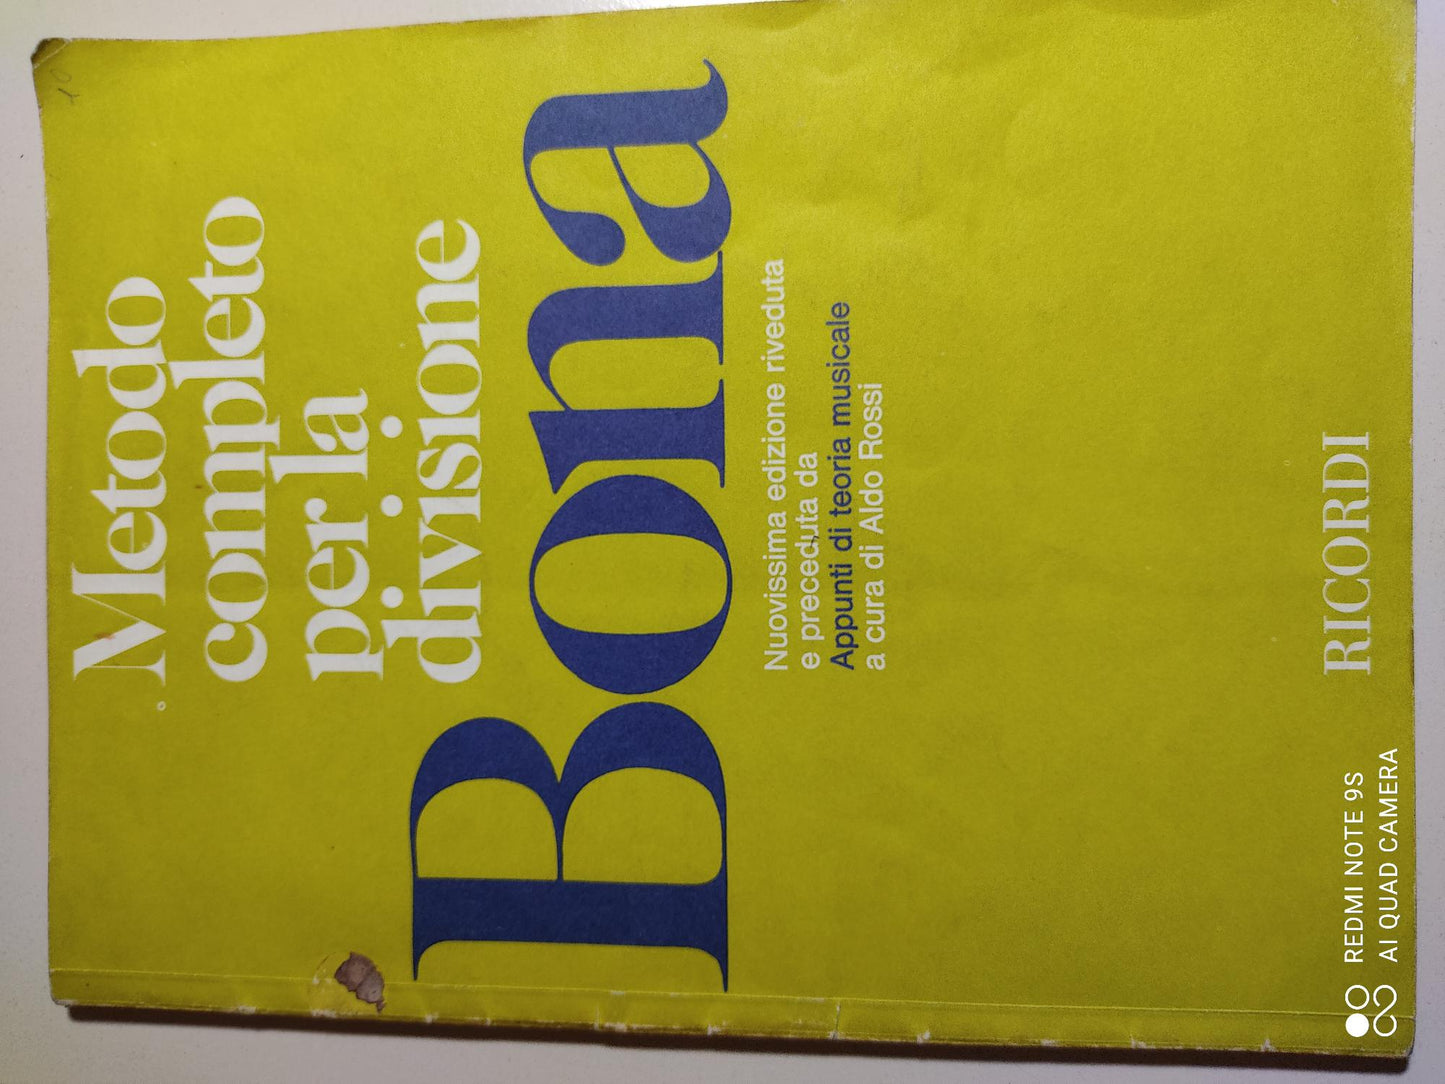 Metodo
completo
per la
divisione
Bona
Nuovissima edizione riveduta
e preceduta da
Appunti di teoria musicale
a cura di Aldo Rossi
RICORDI
REDMI NOTE 9S
AI QUAD CAMERA